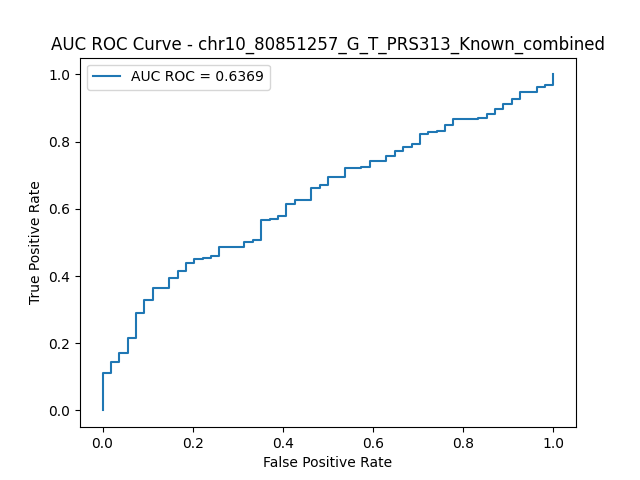 AUC ROC Curve - chr10_80851257_G_T_PRS313_Known_combined
AUC ROC = 0.6369
True Positive Rate
1.0
0.8
0.6
0.4
0.2
0.0
0.0 0.2 0.4 0.6 0.8 1.0
False Positive Rate